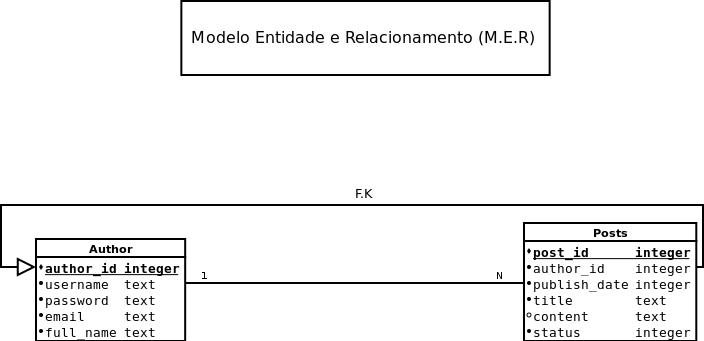 Modelo Entidade e Relacionamento (M.E.R)
F.K
Author
author_id integer
username text
password text
email text
full_name text
1
N
Posts
post_id integer
author_id integer
publish_date integer
title text
content text
status integer